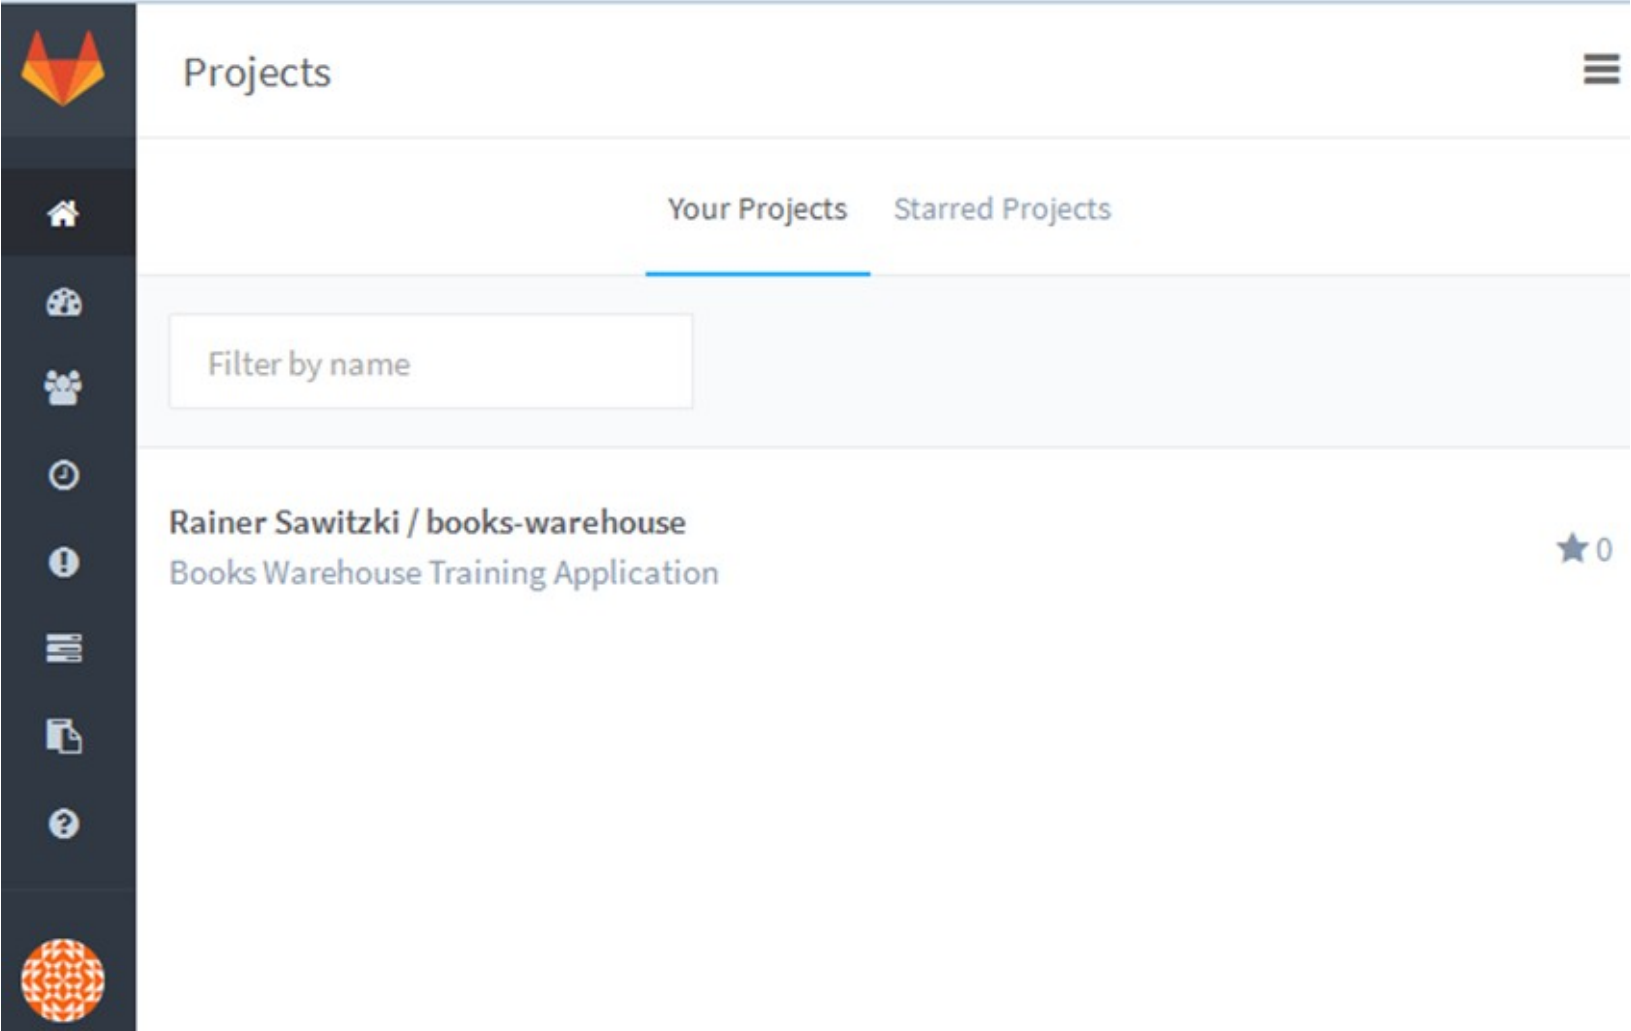 Projects
Your Projects Starred Projects
Filter by name
Rainer Sawitzki / books-warehouse
Books Warehouse Training Application
0